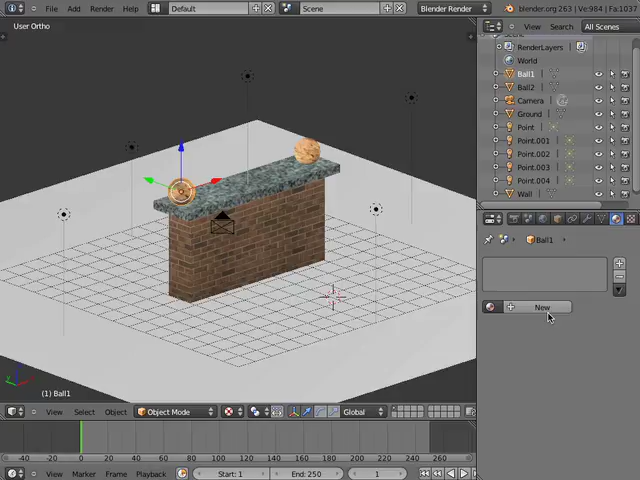 File Add Render Help Default Scene Blender Render blender.org 263 | Ve:984 | Fa:1037
User Ortho
View Search All Scenes
Scene
RenderLayers
World
Ball1
Ball2
Camera
Ground
Point
Point.001
Point.002
Point.003
Point.004
Wall
Ball1
New
(1) Ball1
View Select Object Object Mode Global
-40 -20 0 20 40 60 80 100 120 140 160 180 200 220 240 260
View Marker Frame Playback Start: 1 End: 250 1